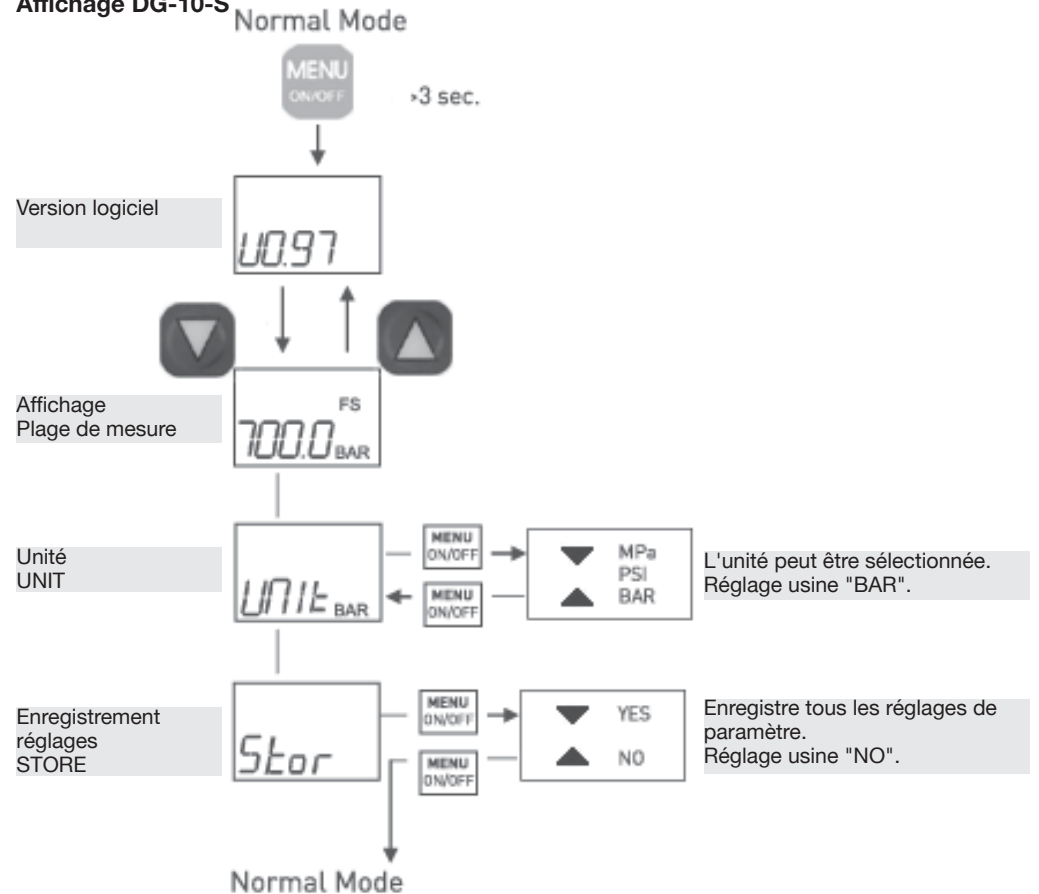 Affichage DG-10-S
Normal Mode
MENU
ON/OFF
>3 sec.
Version logiciel
U0.97
Affichage
Plage de mesure
FS
700.0 BAR
Unité
UNIT
UNIt BAR
MENU
ON/OFF
MENU
ON/OFF
MPa
PSI
BAR
L'unité peut être sélectionnée.
Réglage usine "BAR".
Enregistrement
réglages
STORE
Stor
MENU
ON/OFF
MENU
ON/OFF
YES
NO
Enregistre tous les réglages de
paramètre.
Réglage usine "NO".
Normal Mode